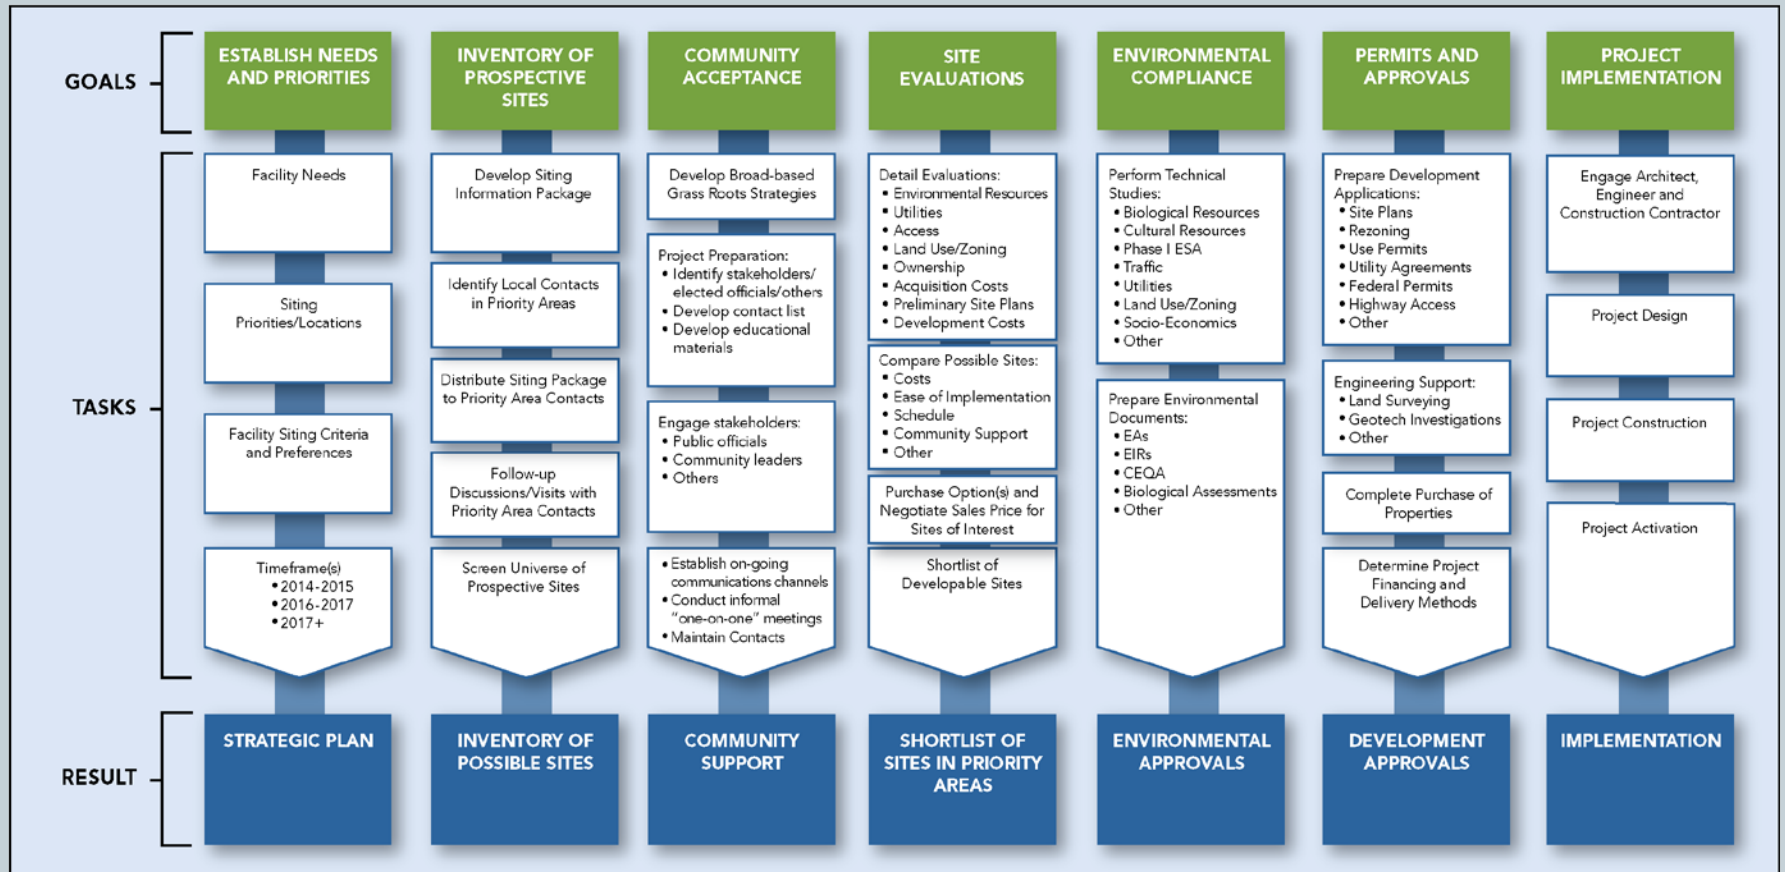 GOALS
ESTABLISH NEEDS
AND PRIORITIES
INVENTORY OF
PROSPECTIVE
SITES
COMMUNITY
ACCEPTANCE
SITE
EVALUATIONS
ENVIRONMENTAL
COMPLIANCE
PERMITS AND
APPROVALS
PROJECT
IMPLEMENTATION
TASKS
Facility Needs
Siting
Priorities/Locations
Facility Siting Criteria
and Preferences
Timeframe(s)
• 2014-2015
• 2016-2017
• 2017+
Develop Siting
Information Package
Identify Local Contacts
in Priority Areas
Distribute Siting Package
to Priority Area Contacts
Follow-up
Discussions/Visits with
Priority Area Contacts
Screen Universe of
Prospective Sites
Develop Broad-based
Grass Roots Strategies
Project Preparation:
• Identify stakeholders/
elected officials/others
• Develop contact list
• Develop educational
materials
Engage stakeholders:
• Public officials
• Community leaders
• Others
• Establish on-going
communications channels
• Conduct informal
“one-on-one” meetings
• Maintain Contacts
Detail Evaluations:
• Environmental Resources
• Utilities
• Access
• Land Use/Zoning
• Ownership
• Acquisition Costs
• Preliminary Site Plans
• Development Costs
Compare Possible Sites:
• Costs
• Ease of Implementation
• Schedule
• Community Support
• Other
Purchase Option(s) and
Negotiate Sales Price for
Sites of Interest
Shortlist of
Developable Sites
Perform Technical
Studies:
• Biological Resources
• Cultural Resources
• Phase I ESA
• Traffic
• Utilities
• Land Use/Zoning
• Socio-Economics
• Other
Prepare Environmental
Documents:
• EAs
• EIRs
• CEQA
• Biological Assessments
• Other
Prepare Development
Applications:
• Site Plans
• Rezoning
• Use Permits
• Utility Agreements
• Federal Permits
• Highway Access
• Other
Engineering Support:
• Land Surveying
• Geotech Investigations
• Other
Complete Purchase of
Properties
Determine Project
Financing and
Delivery Methods
Engage Architect,
Engineer and
Construction Contractor
Project Design
Project Construction
Project Activation
RESULT
STRATEGIC PLAN
INVENTORY OF
POSSIBLE SITES
COMMUNITY
SUPPORT
SHORTLIST OF
SITES IN PRIORITY
AREAS
ENVIRONMENTAL
APPROVALS
DEVELOPMENT
APPROVALS
IMPLEMENTATION